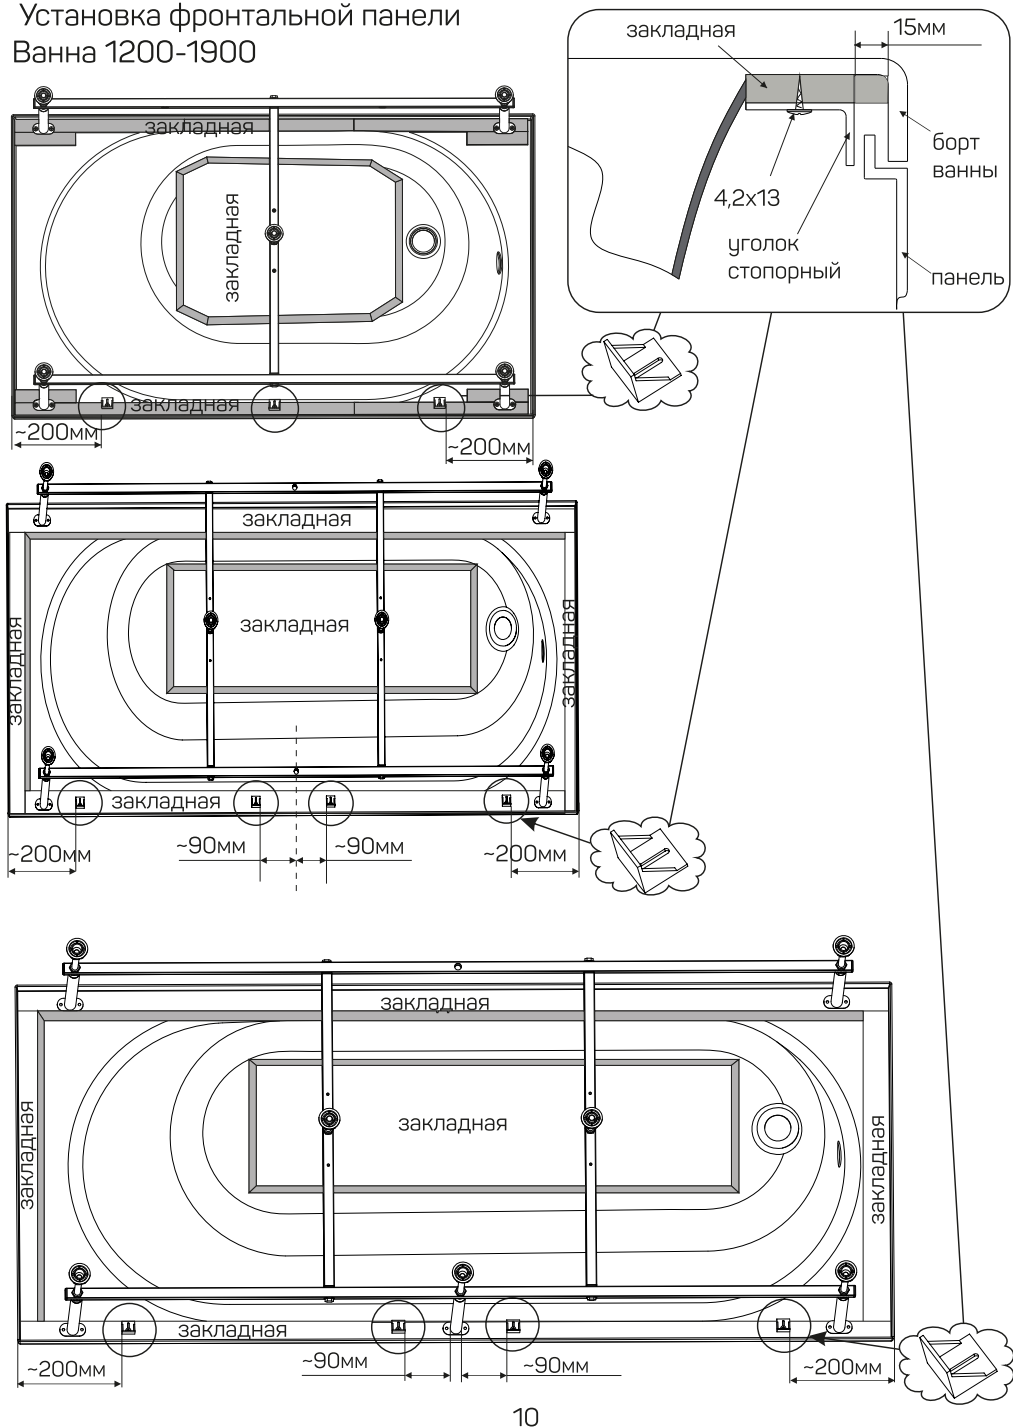 Установка фронтальной панели
Ванна 1200-1900
закладная
15мм
борт
ванны
4,2х13
уголок
стопорный
панель
закладная
закладная
закладная
~200мм
~200мм
закладная
закладная
закладная
закладная
закладная
~200мм
~90мм
~90мм
~200мм
закладная
закладная
закладная
закладная
закладная
~200мм
~90мм
~90мм
~200мм
10